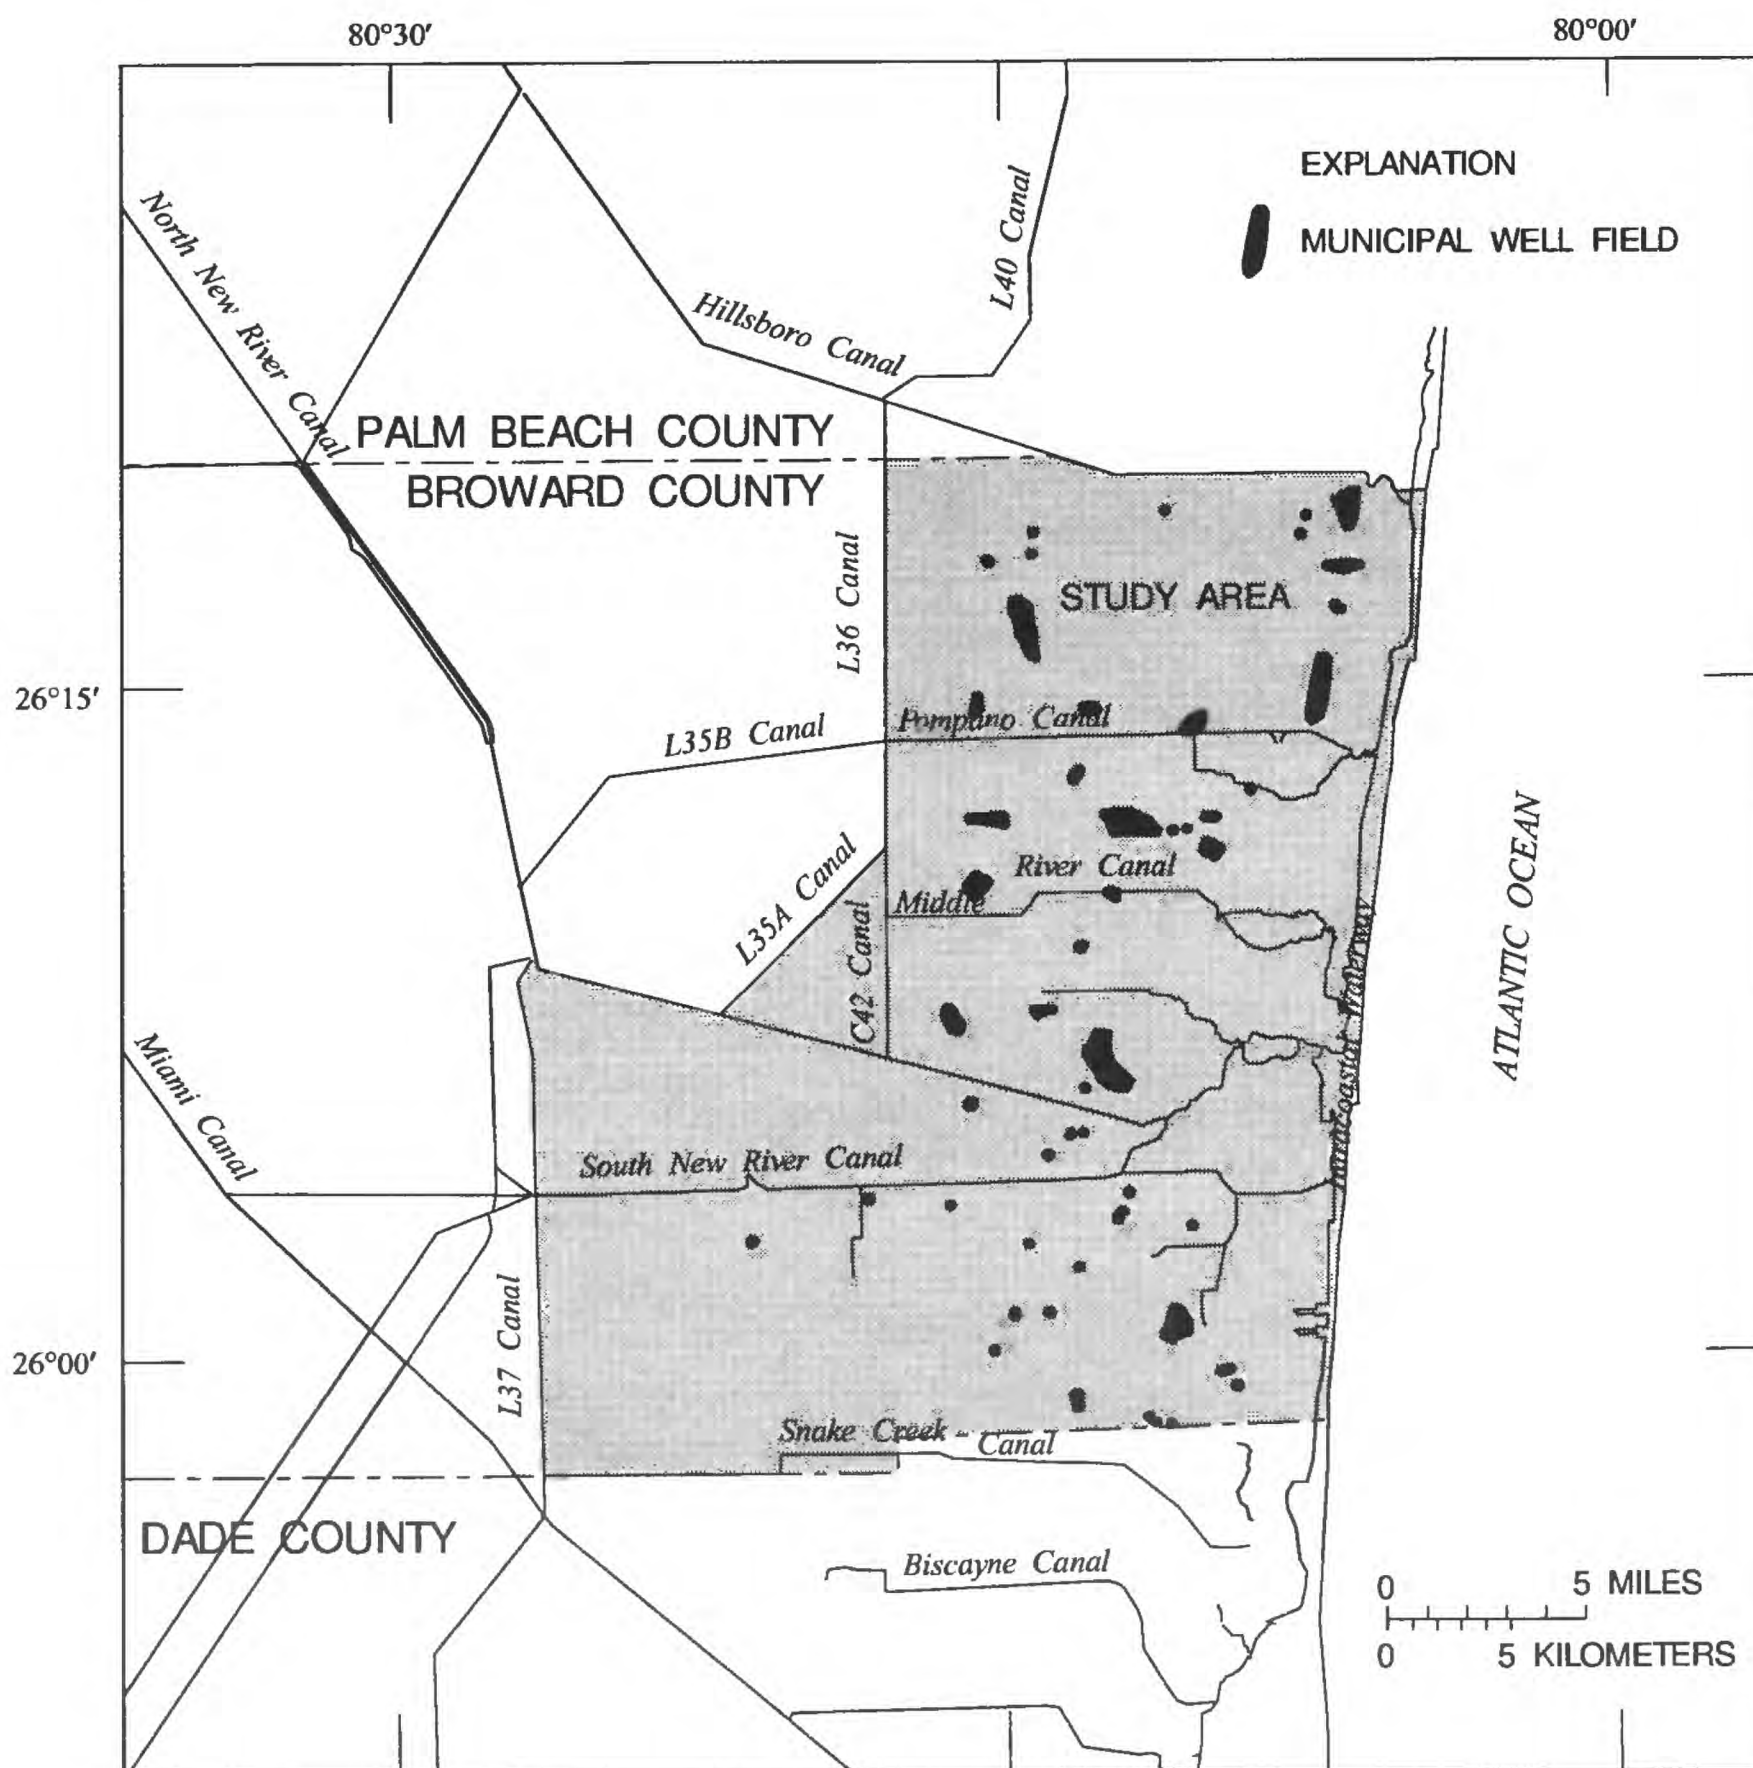 80°30′
80°00′
EXPLANATION
MUNICIPAL WELL FIELD
North New River Canal
L40 Canal
Hillsboro Canal
PALM BEACH COUNTY
BROWARD COUNTY
L36 Canal
STUDY AREA
26°15′
L35B Canal
Pompano Canal
ATLANTIC OCEAN
L35A Canal
River Canal
Middle
C42 Canal
Intracoastal Waterway
Miami Canal
South New River Canal
L37 Canal
26°00′
Snake Creek
Canal
DADE COUNTY
Biscayne Canal
0 5 MILES
0 5 KILOMETERS